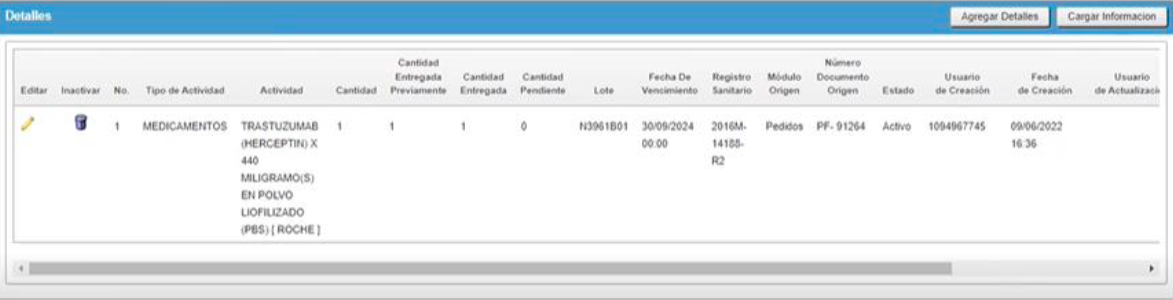 Detalles
Agregar Detalles
Cargar Informacion
Editar Inactivar No. Tipo de Actividad Actividad Cantidad Cantidad Entregada Previamente Cantidad Entregada Cantidad Pendiente Lote Fecha De Vencimiento Registro Sanitario Módulo Origen Número Documento Origen Estado Usuario de Creación Fecha de Creación Usuario de Actualizació
1 MEDICAMENTOS TRASTUZUMAB 1 1 1 0 N3961B01 30/09/2024 2016M- Pedidos PF- 91264 Activo 1094967745 09/06/2022
(HERCEPTIN) X 00:00 14188- 16:36
440 R2
MILIGRAMO(S)
EN POLVO
LIOFILIZADO
(PBS) [ ROCHE ]